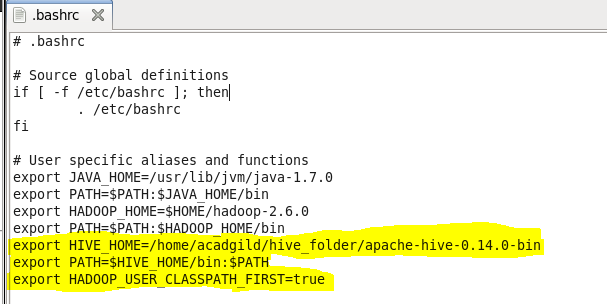 .bashrc
# .bashrc
# Source global definitions
if [ -f /etc/bashrc ]; then
        . /etc/bashrc
fi
# User specific aliases and functions
export JAVA_HOME=/usr/lib/jvm/java-1.7.0
export PATH=$PATH:$JAVA_HOME/bin
export HADOOP_HOME=$HOME/hadoop-2.6.0
export PATH=$PATH:$HADOOP_HOME/bin
export HIVE_HOME=/home/acadgild/hive_folder/apache-hive-0.14.0-bin
export PATH=$HIVE_HOME/bin:$PATH
export HADOOP_USER_CLASSPATH_FIRST=true